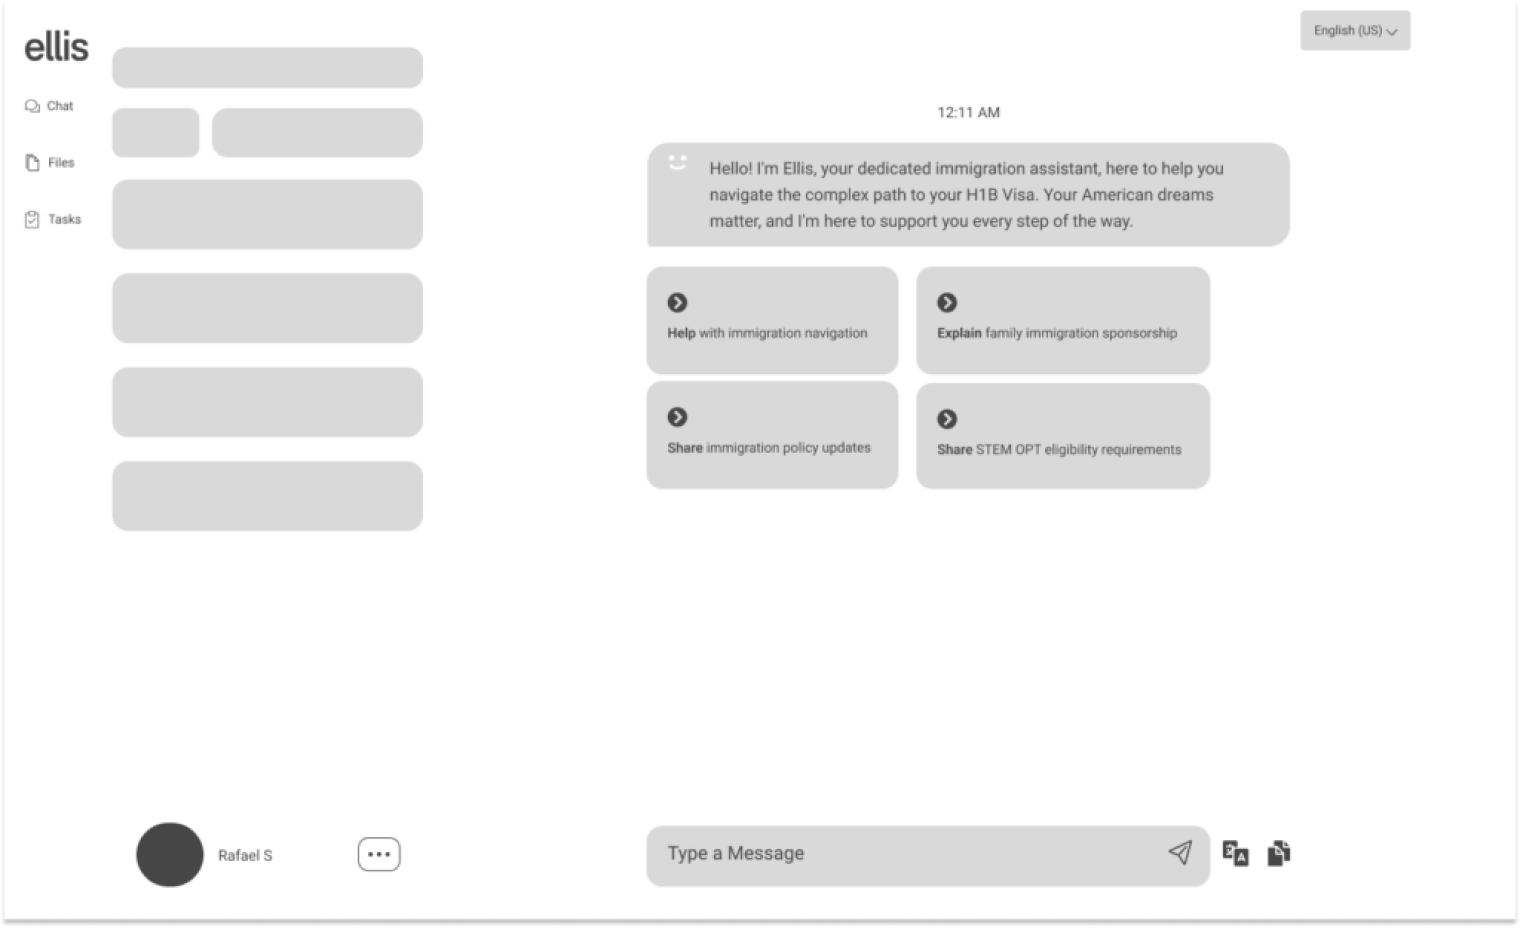 ellis
Chat
Files
Tasks
Rafael S
English (US)
12:11 AM
Hello! I'm Ellis, your dedicated immigration assistant, here to help you
navigate the complex path to your H1B Visa. Your American dreams
matter, and I'm here to support you every step of the way.
Help with immigration navigation
Explain family immigration sponsorship
Share immigration policy updates
Share STEM OPT eligibility requirements
Type a Message
A